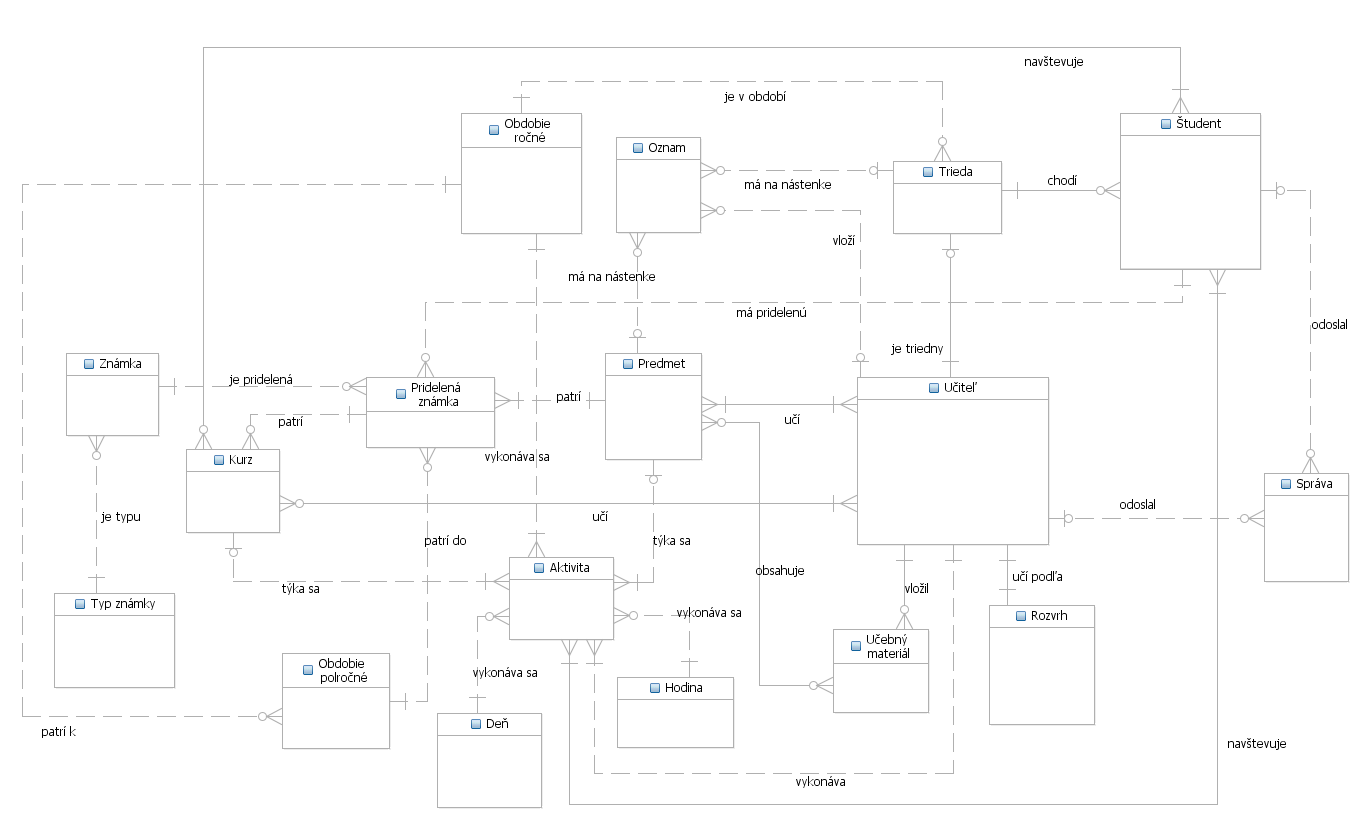 navštevuje
je v období
Obdobie
ročné
Oznam
Študent
Trieda
má na nástenke
chodí
vloží
má na nástenke
má pridelenú
odoslal
je triedny
Známka
je pridelená
Pridelená
známka
patrí
Predmet
Učiteľ
patrí
učí
vykonáva sa
Kurz
Správa
odoslal
je typu
učí
patrí do
týka sa
Aktivita
obsahuje
učí podľa
týka sa
vložil
Typ známky
vykonáva sa
Rozvrh
Učebný
materiál
Obdobie
polročné
vykonáva sa
Hodina
Deň
patrí k
navštevuje
vykonáva